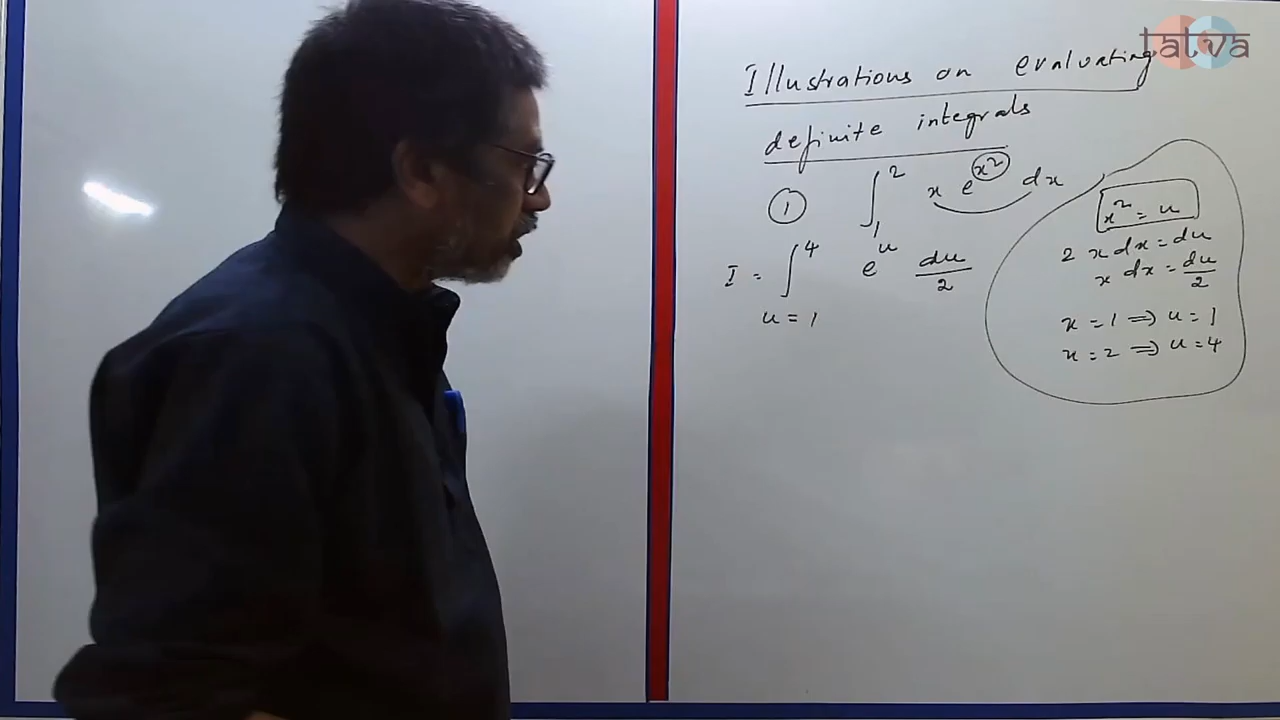 tatva
Illustrations on evaluating
definite integrals
① ∫₁² x e^(x²) dx
I = ∫_(u=1)^4 e^u du/2
x² = u
2 x dx = du
x dx = du/2
x = 1 ⇒ u = 1
x = 2 ⇒ u = 4